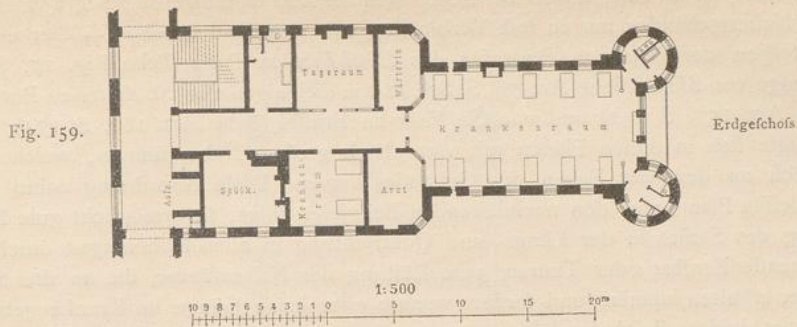 Tageraum
Wärterin
Fig. 159.
Krankenraum
Erdgeſchoſs
Aufz.
Spülk.
Kranken-
raum
Arzt
1:500
10 9 8 7 6 5 4 3 2 1 0 5 10 15 20m